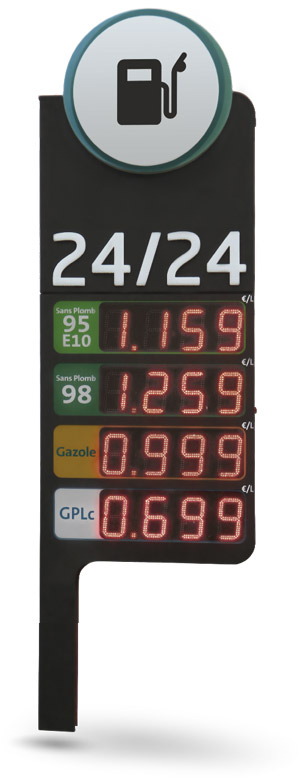 24/24
€/L
Sans Plomb
95
E10
1.159
€/L
Sans Plomb
98
1.259
€/L
Gazole
0.999
€/L
GPLc
0.699